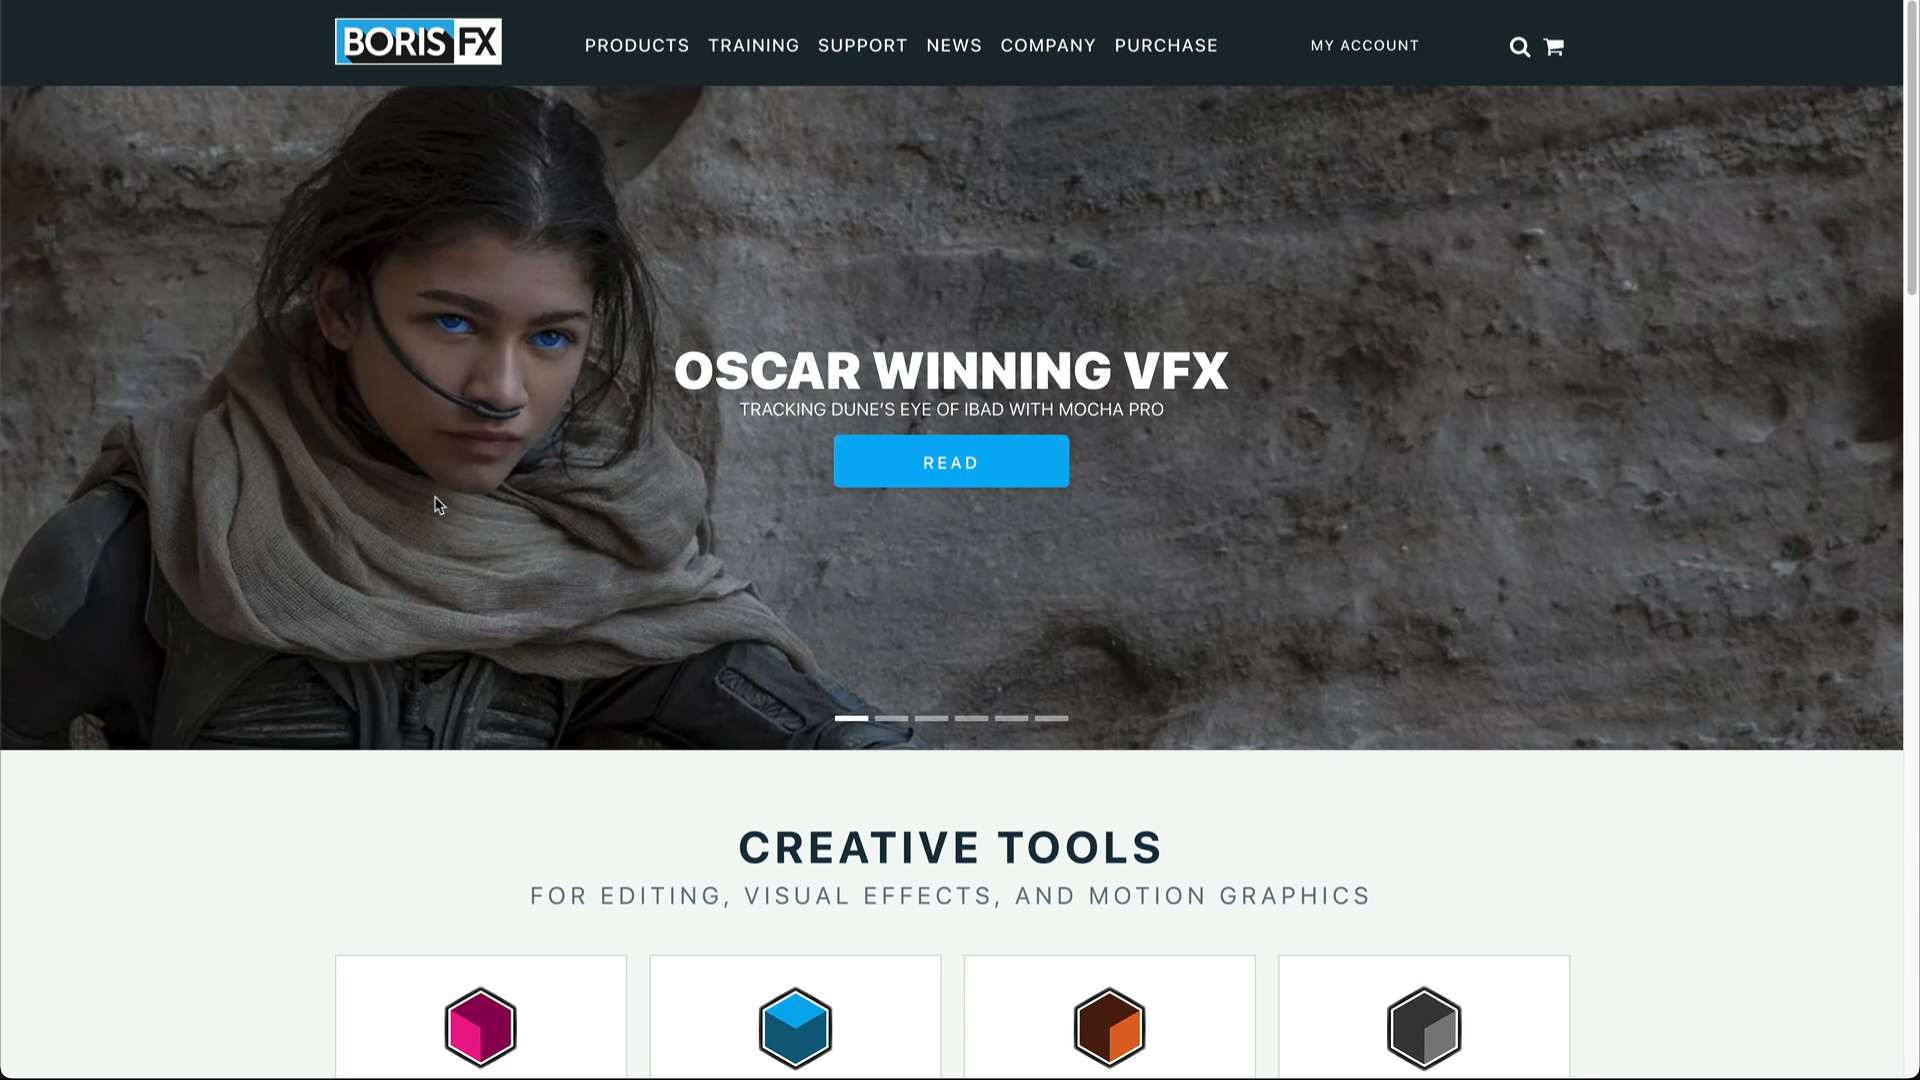 BORIS FX
PRODUCTS TRAINING SUPPORT NEWS COMPANY PURCHASE MY ACCOUNT
OSCAR WINNING VFX
TRACKING DUNE'S EYE OF IBAD WITH MOCHA PRO
READ
CREATIVE TOOLS
FOR EDITING, VISUAL EFFECTS, AND MOTION GRAPHICS